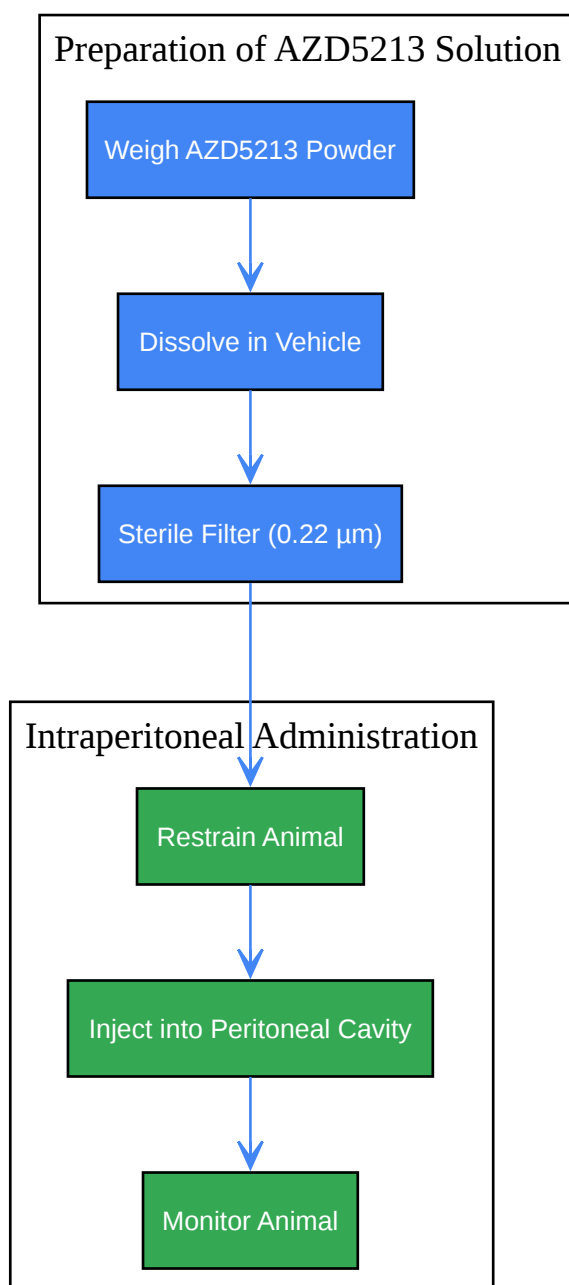 Preparation of AZD5213 Solution
Weigh AZD5213 Powder
Dissolve in Vehicle
Sterile Filter (0.22 µm)
Intraperitoneal Administration
Restrain Animal
Inject into Peritoneal Cavity
Monitor Animal